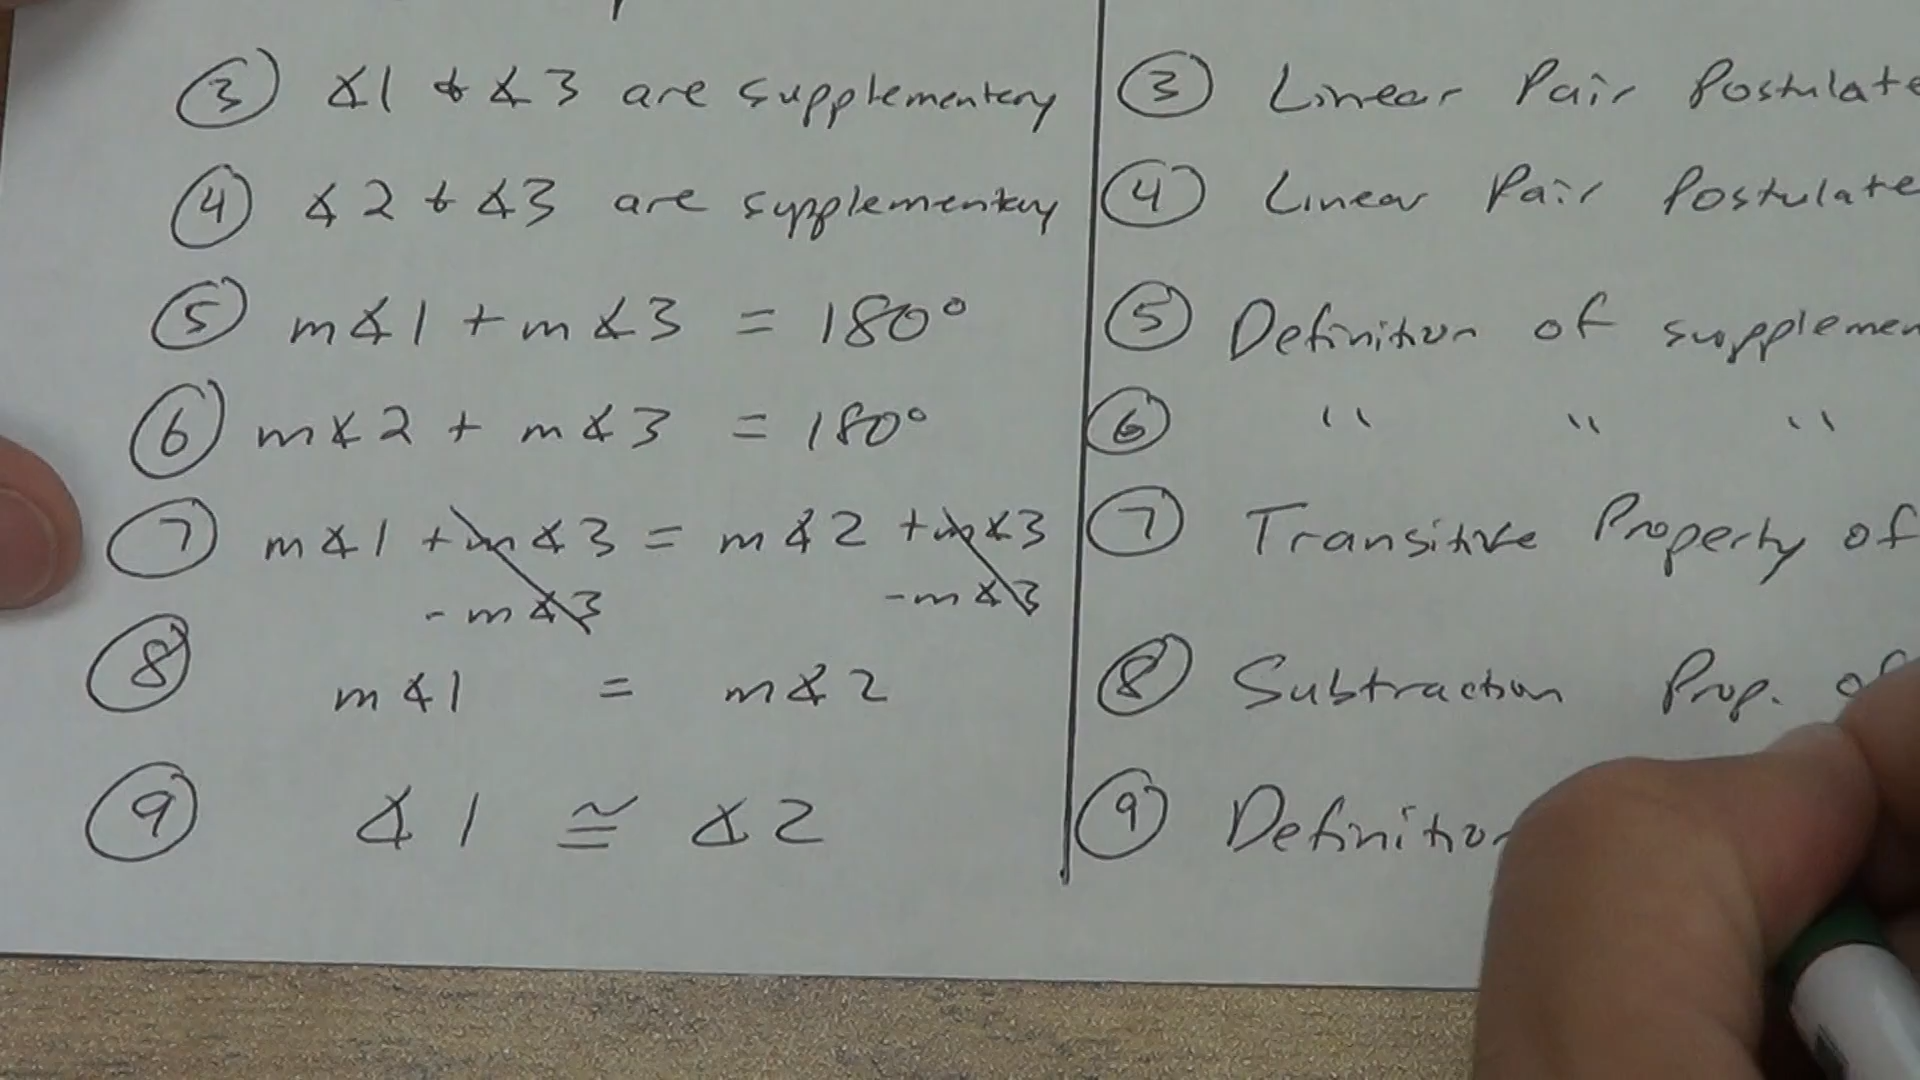 ③ ∡1 & ∡3 are supplementery
③ Linear Pair Postulate
④ ∡2 & ∡3 are supplementary
④ Linear Pair Postulate
⑤ m∡1 + m∡3 = 180°
⑤ Definition of supplemen
⑥ m∡2 + m∡3 = 180°
⑥ " " "
⑦ m∡1 + m∡3 = m∡2 + m∡3
⑦ Transitive Property of
- m∡3 - m∡3
⑧ m∡1 = m∡2
⑧ Subtraction Prop. of
⑨ ∡1 ≅ ∡2
⑨ Definition